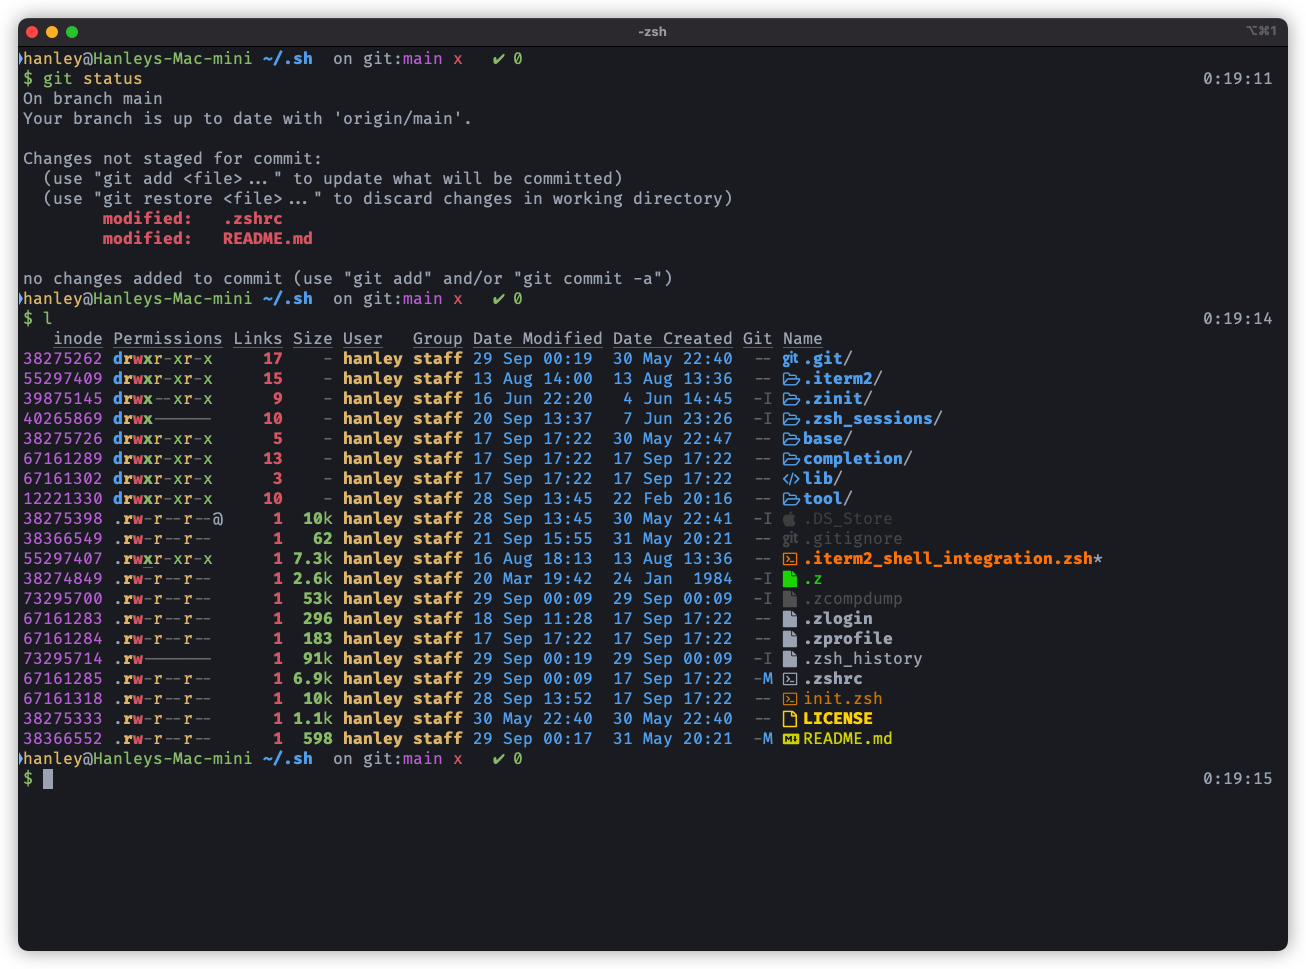 -zsh
⌥⌘1
hanley@Hanleys-Mac-mini ~/.sh  on git:main x   ✔ 0
$ git status 0:19:11
On branch main
Your branch is up to date with 'origin/main'.
Changes not staged for commit:
(use "git add <file>..." to update what will be committed)
(use "git restore <file>..." to discard changes in working directory)
modified:   .zshrc
modified:   README.md
no changes added to commit (use "git add" and/or "git commit -a")
hanley@Hanleys-Mac-mini ~/.sh  on git:main x   ✔ 0
$ l 0:19:14
inode Permissions Links Size User   Group Date Modified Date Created Git Name
38275262 drwxr-xr-x 17 - hanley staff 29 Sep 00:19 30 May 22:40 -- git .git/
55297409 drwxr-xr-x 15 - hanley staff 13 Aug 14:00 13 Aug 13:36 -- .iterm2/
39875145 drwx--xr-x 9 - hanley staff 16 Jun 22:20 4 Jun 14:45 -I .zinit/
40265869 drwx------ 10 - hanley staff 20 Sep 13:37 7 Jun 23:26 -I .zsh_sessions/
38275726 drwxr-xr-x 5 - hanley staff 17 Sep 17:22 30 May 22:47 -- base/
67161289 drwxr-xr-x 13 - hanley staff 17 Sep 17:22 17 Sep 17:22 -- completion/
67161302 drwxr-xr-x 3 - hanley staff 17 Sep 17:22 17 Sep 17:22 -- </> lib/
12221330 drwxr-xr-x 10 - hanley staff 28 Sep 13:45 22 Feb 20:16 -- tool/
38275398 .rw-r--r--@ 1 10k hanley staff 28 Sep 13:45 30 May 22:41 -I .DS_Store
38366549 .rw-r--r-- 1 62 hanley staff 21 Sep 15:55 31 May 20:21 -- git .gitignore
55297407 .rwxr-xr-x 1 7.3k hanley staff 16 Aug 18:13 13 Aug 13:36 -- .iterm2_shell_integration.zsh*
38274849 .rw-r--r-- 1 2.6k hanley staff 20 Mar 19:42 24 Jan  1984 -I .z
73295700 .rw-r--r-- 1 53k hanley staff 29 Sep 00:09 29 Sep 00:09 -I .zcompdump
67161283 .rw-r--r-- 1 296 hanley staff 18 Sep 11:28 17 Sep 17:22 -- .zlogin
67161284 .rw-r--r-- 1 183 hanley staff 17 Sep 17:22 17 Sep 17:22 -- .zprofile
73295714 .rw------- 1 91k hanley staff 29 Sep 00:19 29 Sep 00:09 -I .zsh_history
67161285 .rw-r--r-- 1 6.9k hanley staff 29 Sep 00:09 17 Sep 17:22 -M .zshrc
67161318 .rw-r--r-- 1 10k hanley staff 28 Sep 13:52 17 Sep 17:22 -- init.zsh
38275333 .rw-r--r-- 1 1.1k hanley staff 30 May 22:40 30 May 22:40 -- LICENSE
38366552 .rw-r--r-- 1 598 hanley staff 29 Sep 00:17 31 May 20:21 -M README.md
hanley@Hanleys-Mac-mini ~/.sh  on git:main x   ✔ 0
$ 0:19:15